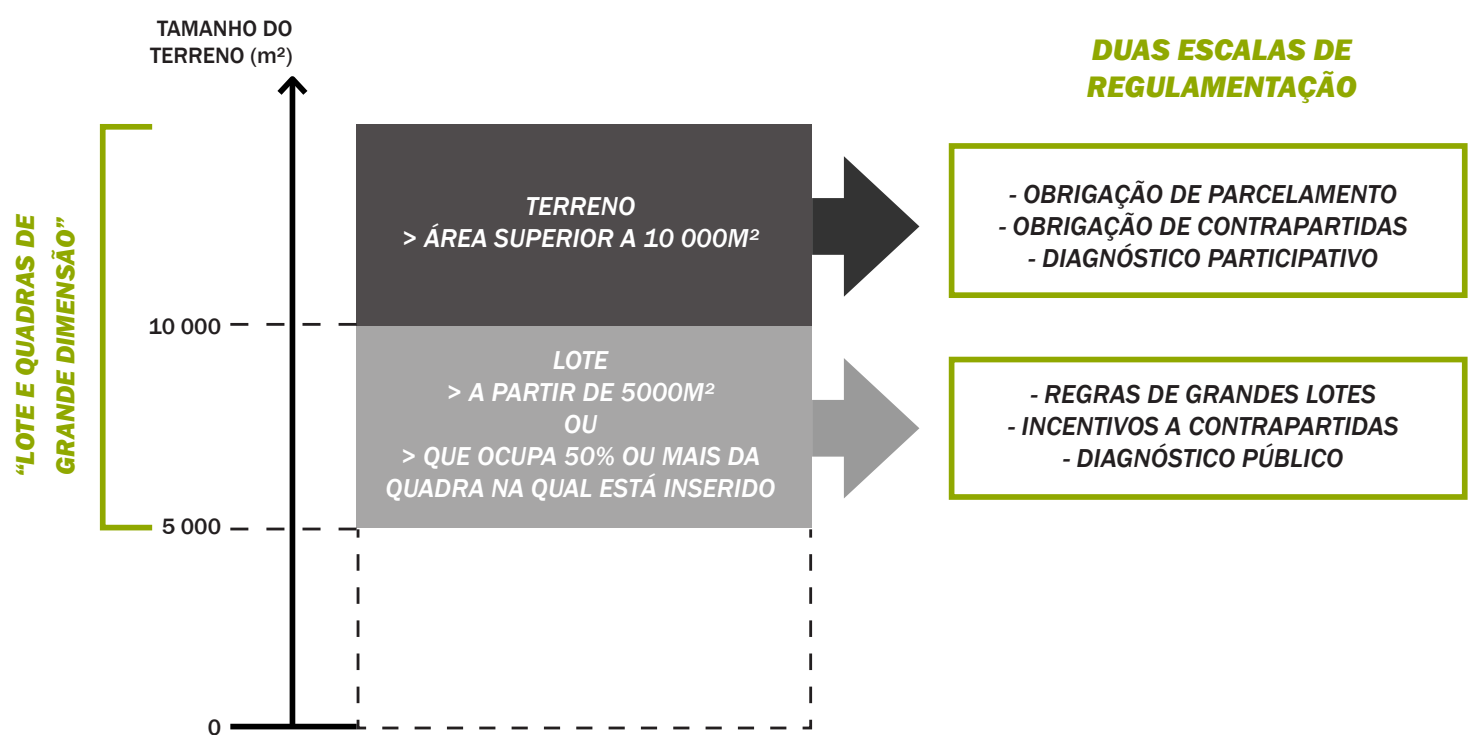 TAMANHO DO
TERRENO (m²)
"LOTE E QUADRAS DE
GRANDE DIMENSÃO"
10 000
5 000
0
TERRENO
> ÁREA SUPERIOR A 10 000M²
LOTE
> A PARTIR DE 5000M²
OU
> QUE OCUPA 50% OU MAIS DA
QUADRA NA QUAL ESTÁ INSERIDO
DUAS ESCALAS DE
REGULAMENTAÇÃO
- OBRIGAÇÃO DE PARCELAMENTO
- OBRIGAÇÃO DE CONTRAPARTIDAS
- DIAGNÓSTICO PARTICIPATIVO
- REGRAS DE GRANDES LOTES
- INCENTIVOS A CONTRAPARTIDAS
- DIAGNÓSTICO PÚBLICO